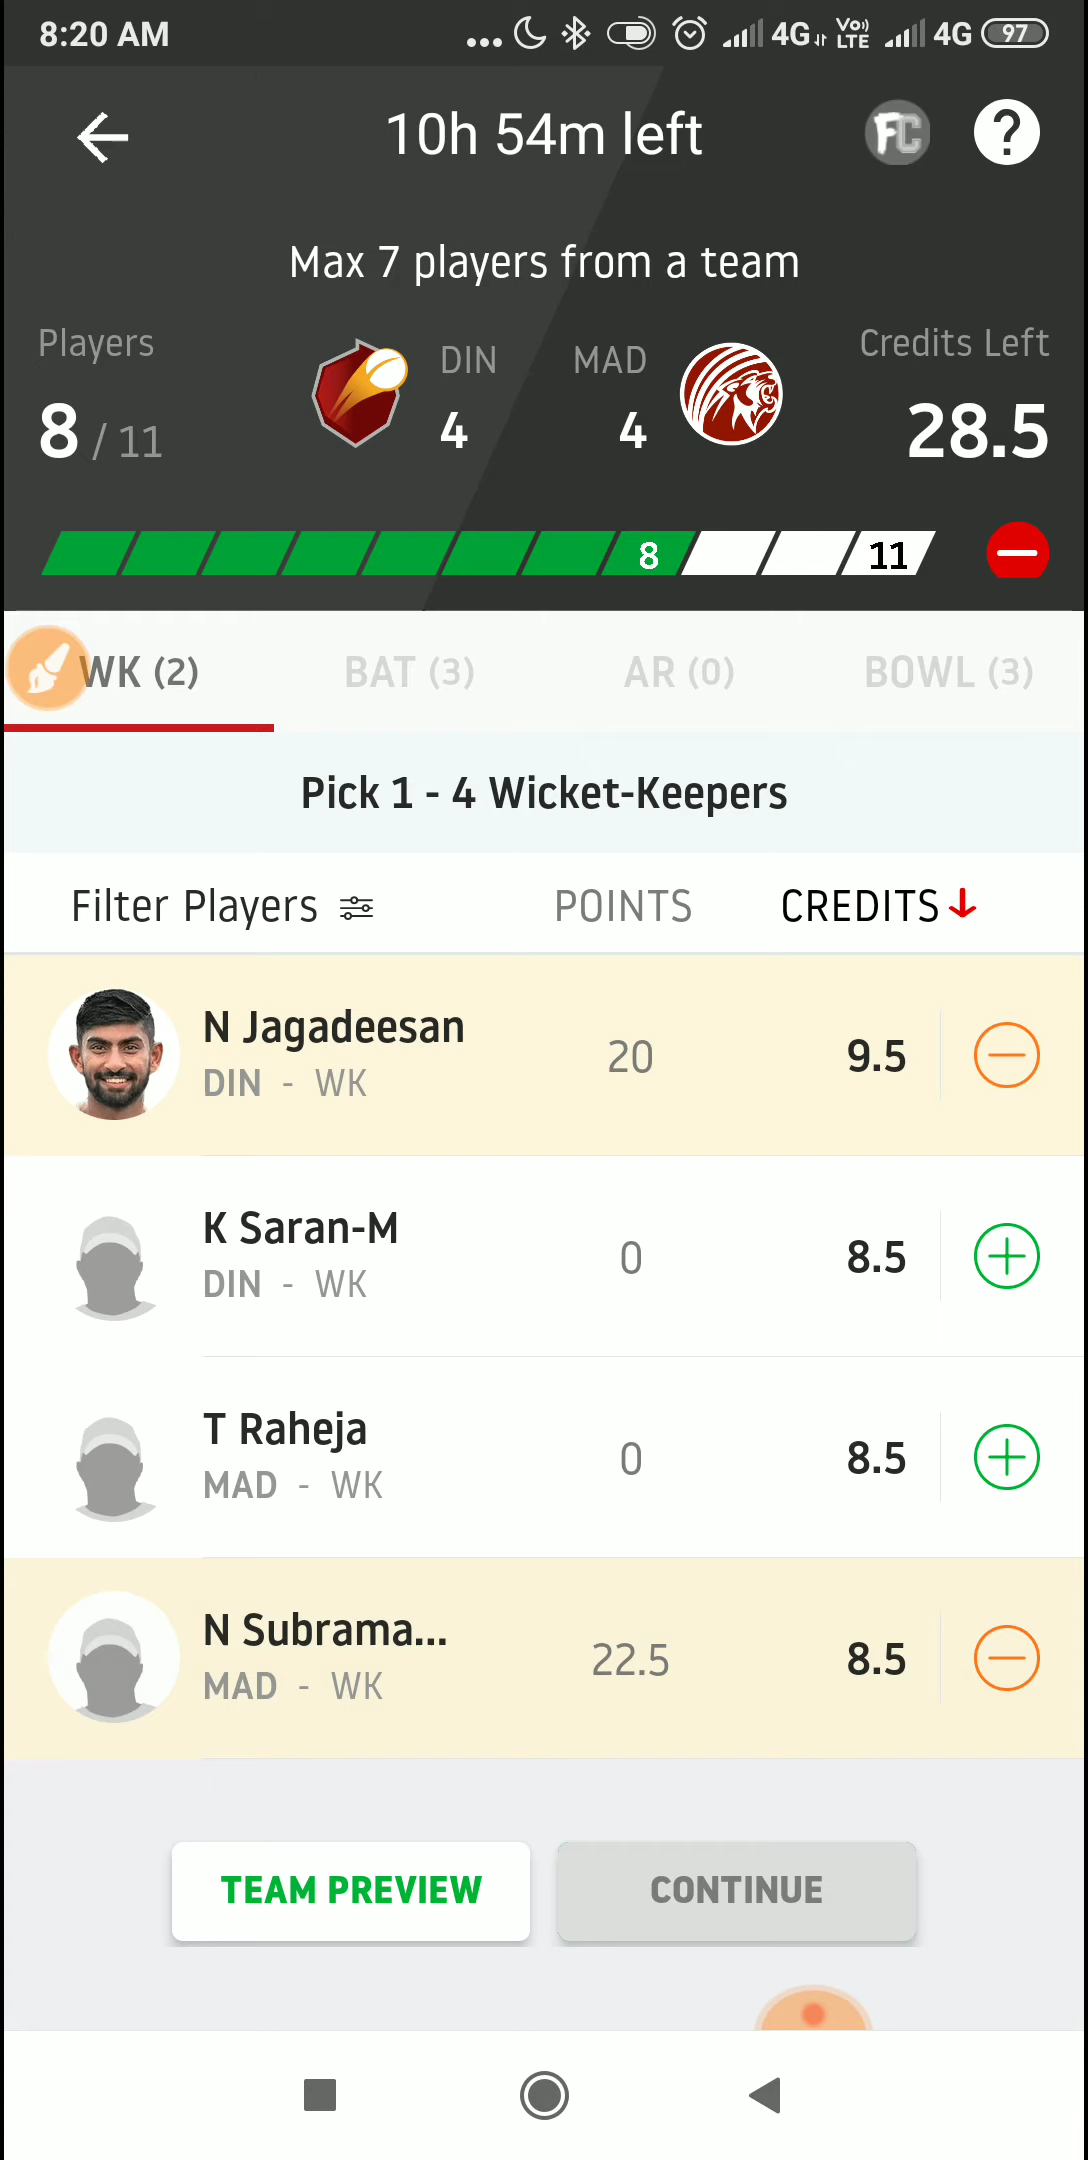 8:20 AM
... 4G Vo)) LTE 4G 97
10h 54m left
FC ?
Max 7 players from a team
Players DIN MAD Credits Left
8 / 11 4 4 28.5
8 11
WK (2) BAT (3) AR (0) BOWL (3)
Pick 1 - 4 Wicket-Keepers
Filter Players POINTS CREDITS
N Jagadeesan
DIN - WK 20 9.5
K Saran-M
DIN - WK 0 8.5
T Raheja
MAD - WK 0 8.5
N Subrama...
MAD - WK 22.5 8.5
TEAM PREVIEW CONTINUE